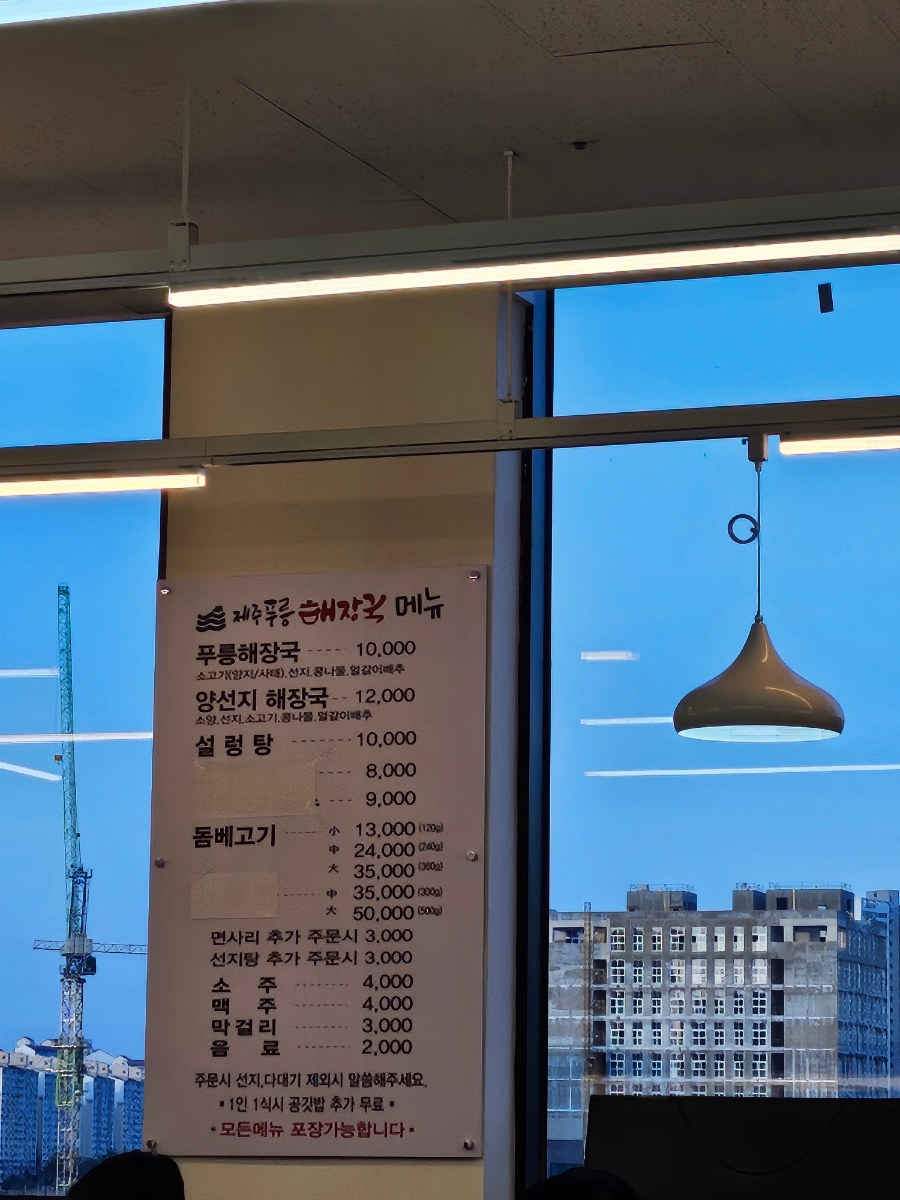 제주푸릉 해장국 메뉴
푸릉해장국 ---- 10,000
소고기(양지/사태),선지,콩나물,얼갈이배추
양선지 해장국 -- 12,000
소양,선지,소고기,콩나물,얼갈이배추
설렁탕 -------- 10,000
---- 8,000
---- 9,000
돔베고기 ------ 小 13,000 (120g)
中 24,000 (240g)
大 35,000 (360g)
------ 中 35,000 (300g)
大 50,000 (500g)
면사리 추가 주문시 3,000
선지탕 추가 주문시 3,000
소 주 -------- 4,000
맥 주 -------- 4,000
막걸리 -------- 3,000
음 료 -------- 2,000
주문시 선지,다대기 제외시 말씀해주세요.
▪1인 1식시 공깃밥 추가 무료▪
▪모든메뉴 포장가능합니다▪